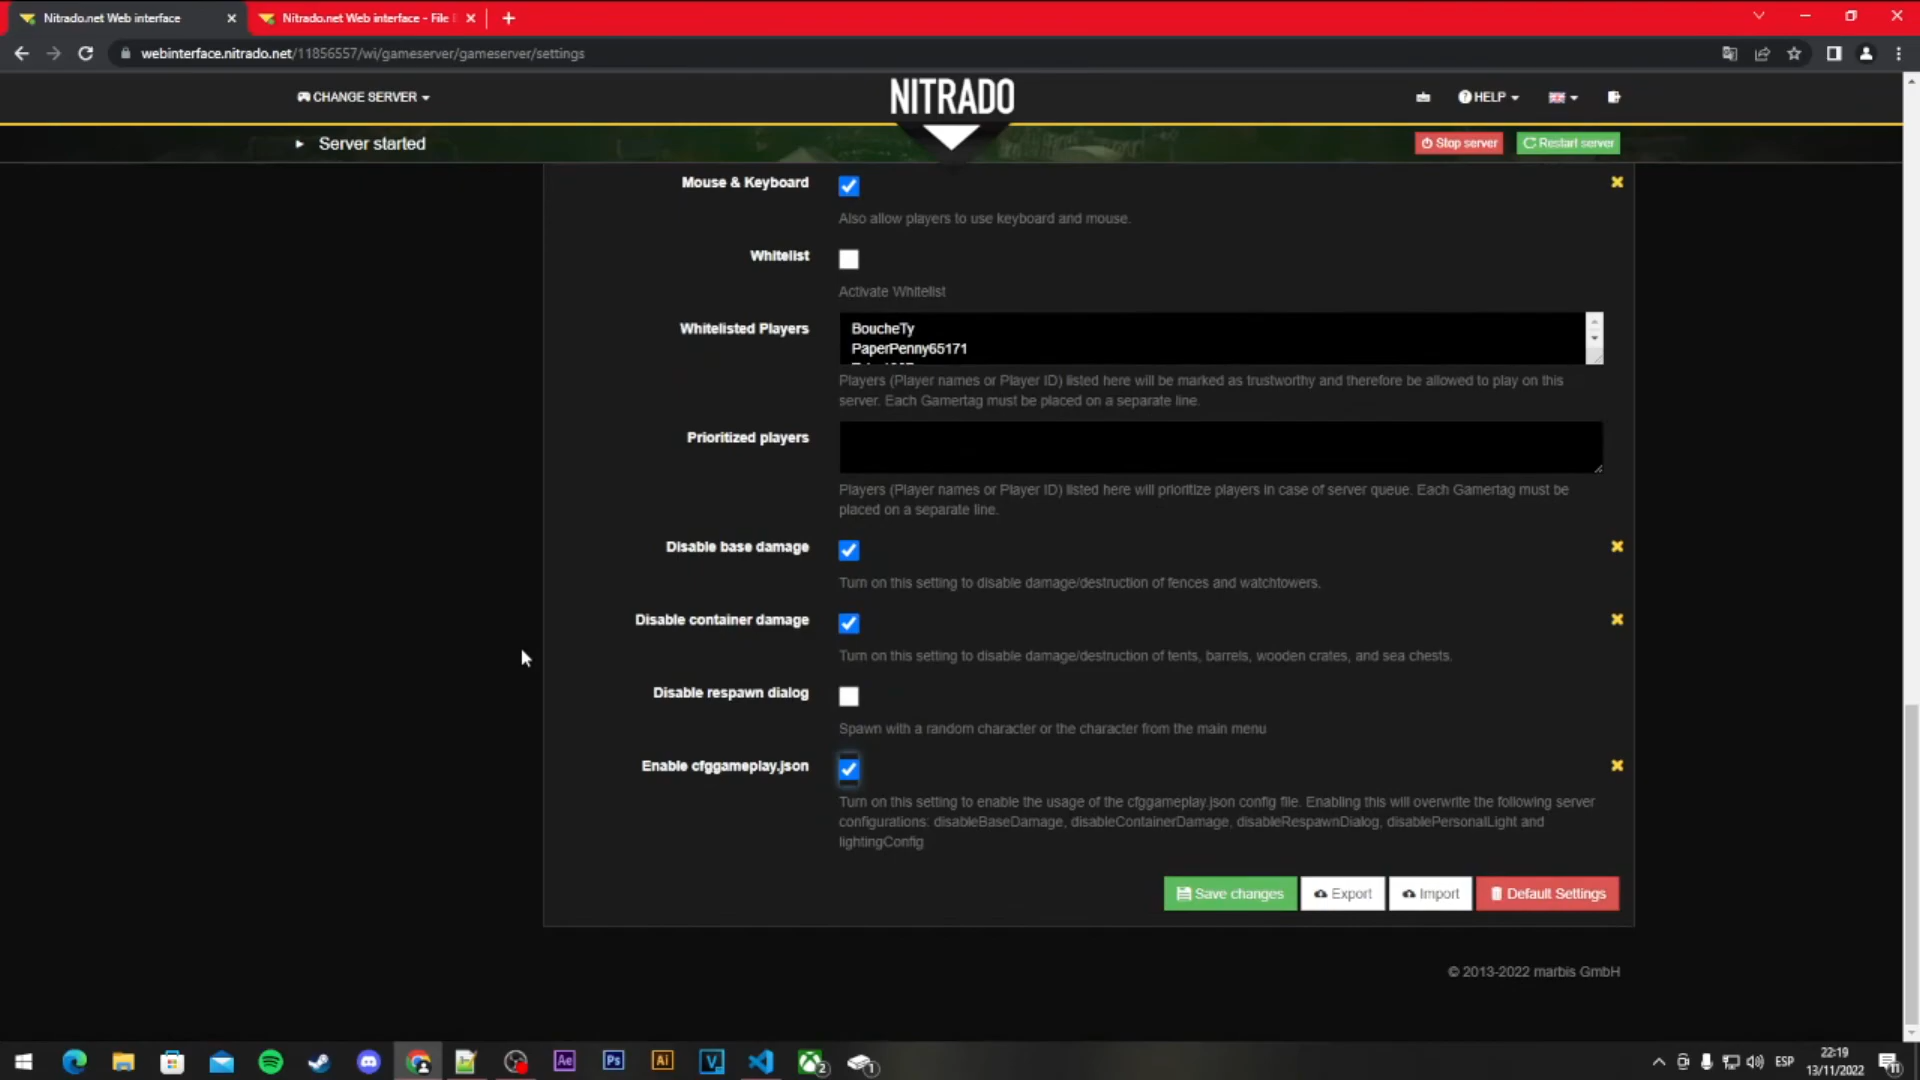 Nitrado.net Web interface
Nitrado.net Web interface - File
webinterface.nitrado.net/11856557/wi/gameserver/gameserver/settings
CHANGE SERVER
NITRADO
HELP
Server started
Stop server
Restart server
Mouse & Keyboard
Also allow players to use keyboard and mouse.
Whitelist
Activate Whitelist
Whitelisted Players
BoucheTy
PaperPenny65171
Players (Player names or Player ID) listed here will be marked as trustworthy and therefore be allowed to play on this
server. Each Gamertag must be placed on a separate line.
Prioritized players
Players (Player names or Player ID) listed here will prioritize players in case of server queue. Each Gamertag must be
placed on a separate line.
Disable base damage
Turn on this setting to disable damage/destruction of fences and watchtowers.
Disable container damage
Turn on this setting to disable damage/destruction of tents, barrels, wooden crates, and sea chests.
Disable respawn dialog
Spawn with a random character or the character from the main menu
Enable cfggameplay.json
Turn on this setting to enable the usage of the cfggameplay.json config file. Enabling this will overwrite the following server
configurations: disableBaseDamage, disableContainerDamage, disableRespawnDialog, disablePersonalLight and
lightingConfig
Save changes
Export
Import
Default Settings
© 2013-2022 marbis GmbH
Ae
Ps
Ai
V
2
1
ESP
22:19
13/11/2022
11